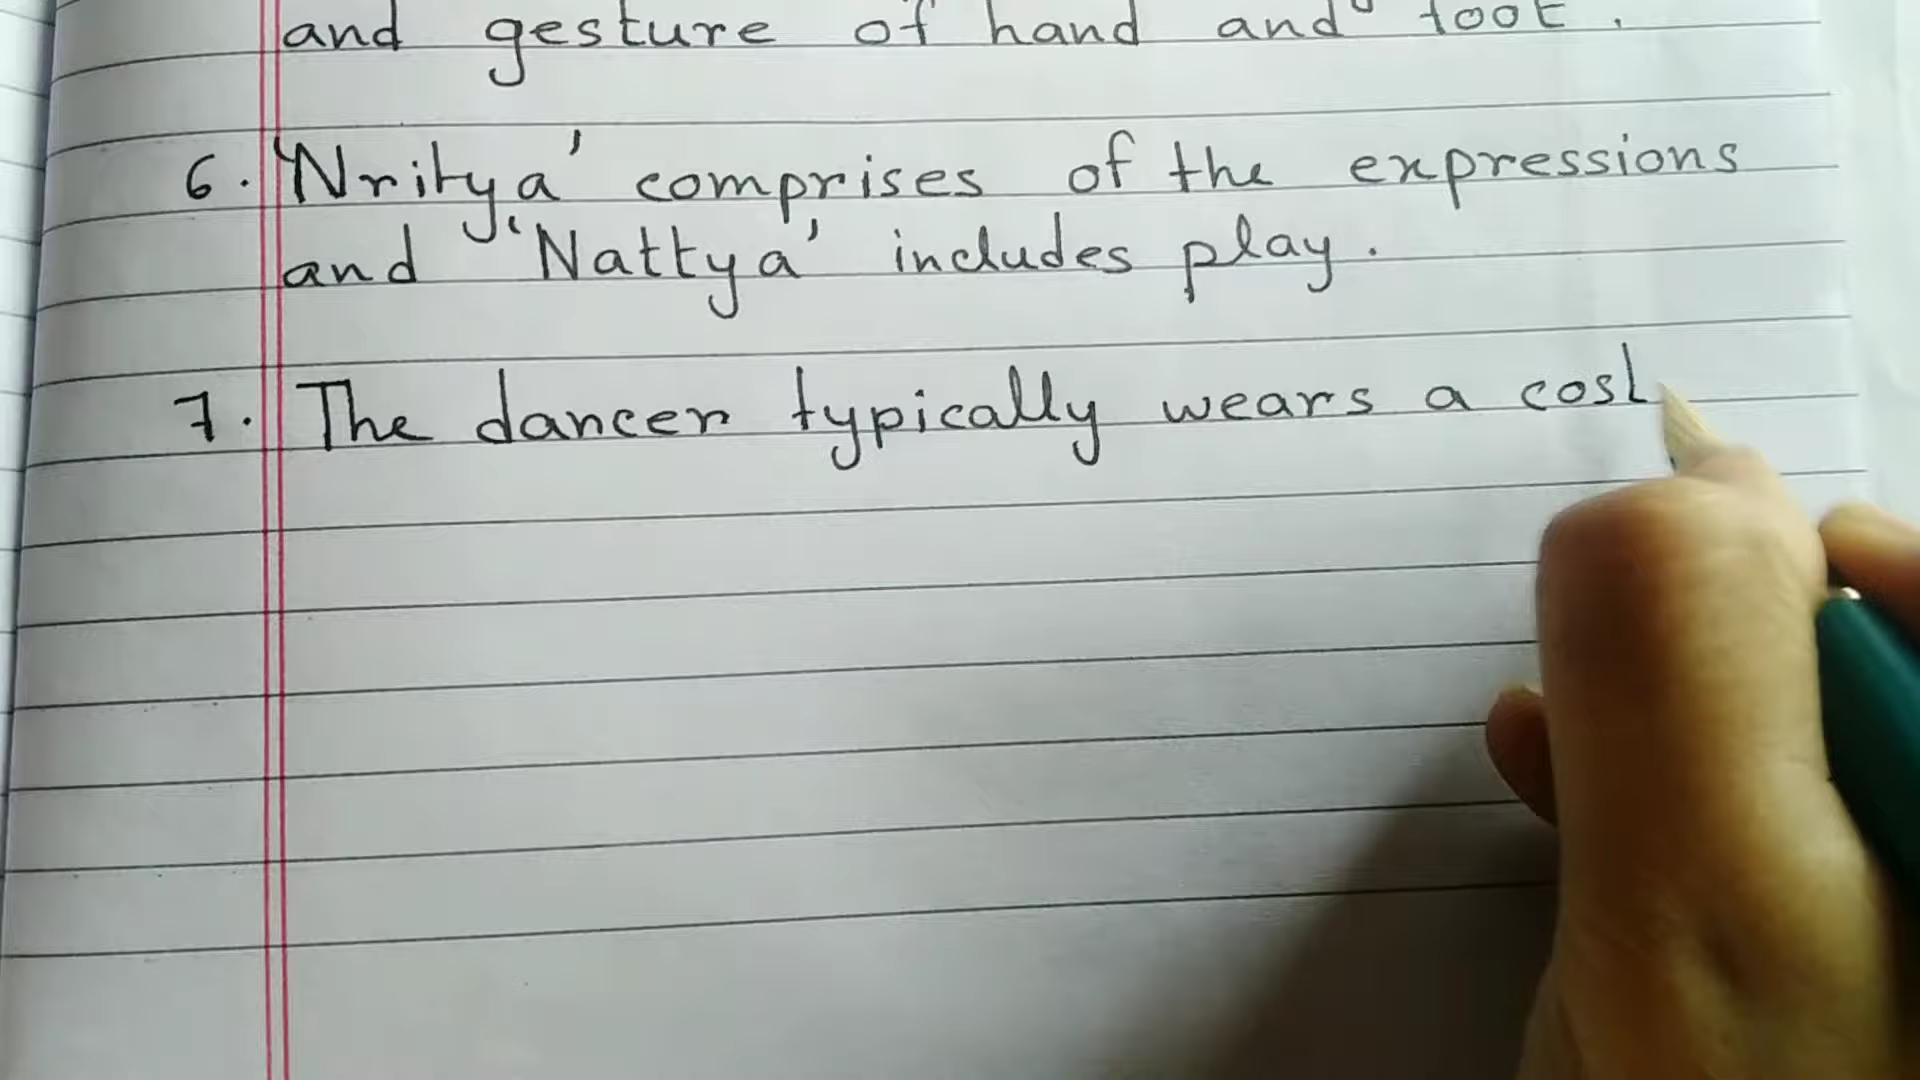 and gesture of hand and foot.
6. 'Nritya' comprises of the expressions
and 'Nattya' includes play.
7. The dancer typically wears a cost